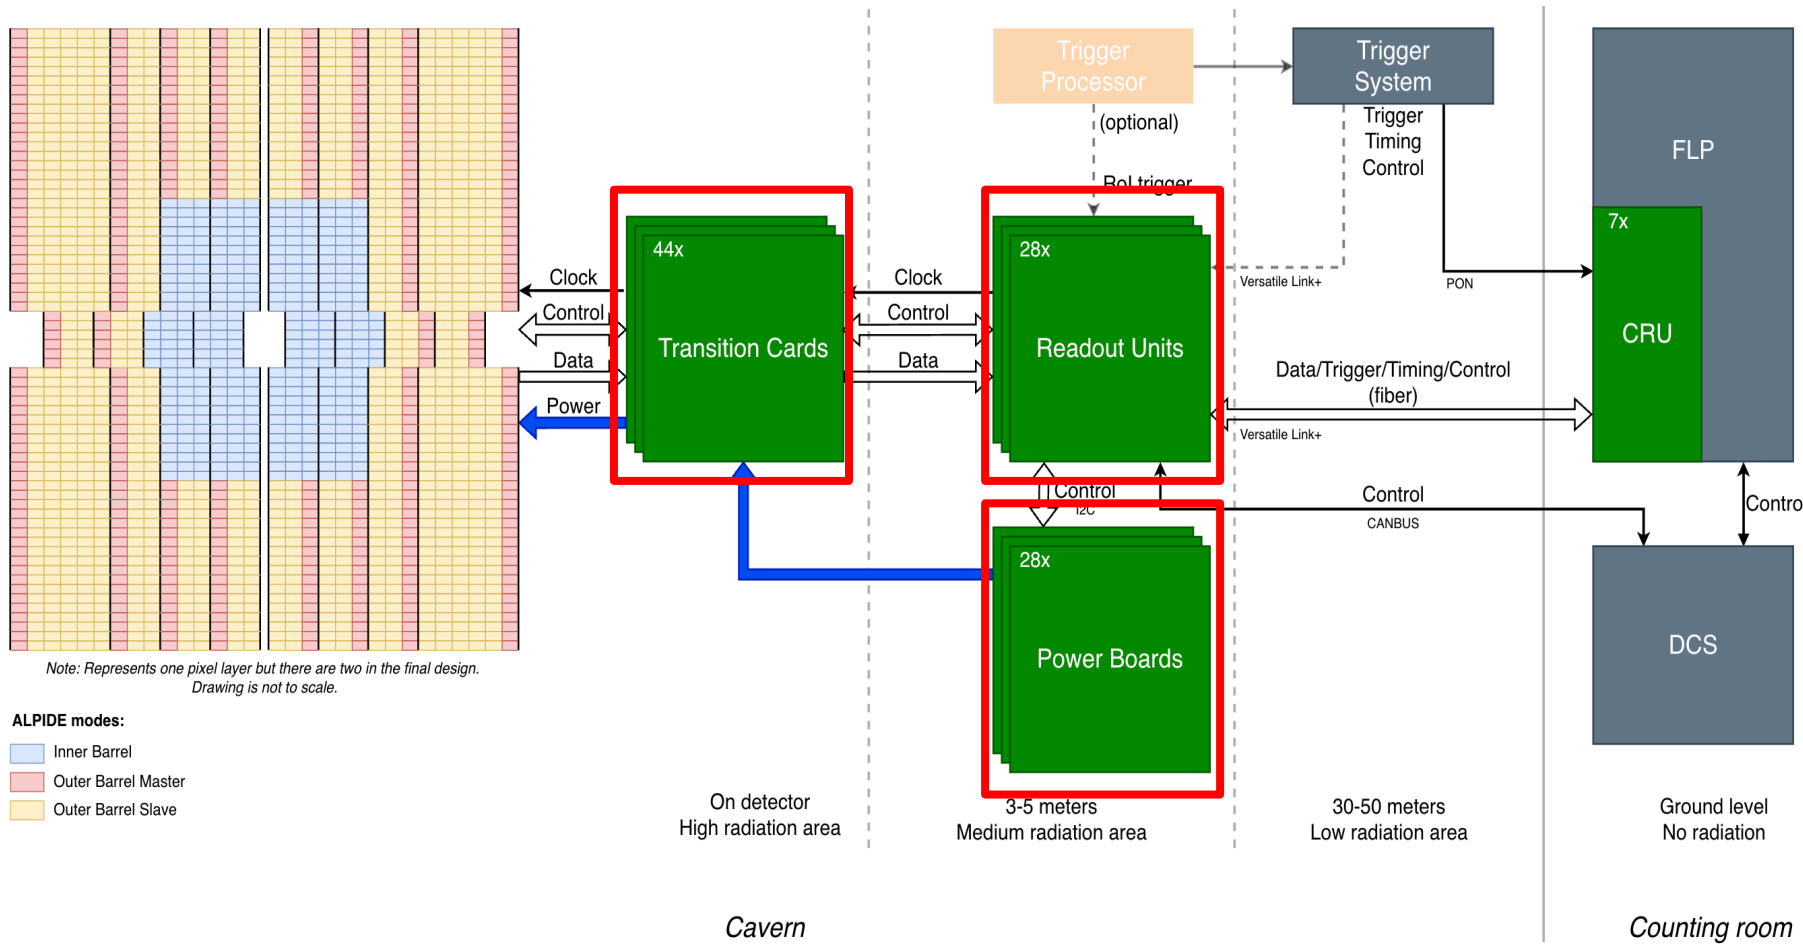 Trigger
Processor
(optional)
RoI trigger
Trigger
System
Trigger
Timing
Control
PON
Versatile Link+
FLP
7x
CRU
44x
Transition Cards
28x
Readout Units
Clock
Control
Data
Power
Clock
Control
Data
Data/Trigger/Timing/Control
(fiber)
Versatile Link+
Control
I2C
Control
CANBUS
Contro
28x
Power Boards
DCS
Note: Represents one pixel layer but there are two in the final design.
Drawing is not to scale.
ALPIDE modes:
Inner Barrel
Outer Barrel Master
Outer Barrel Slave
On detector
High radiation area
3-5 meters
Medium radiation area
30-50 meters
Low radiation area
Ground level
No radiation
Cavern
Counting room